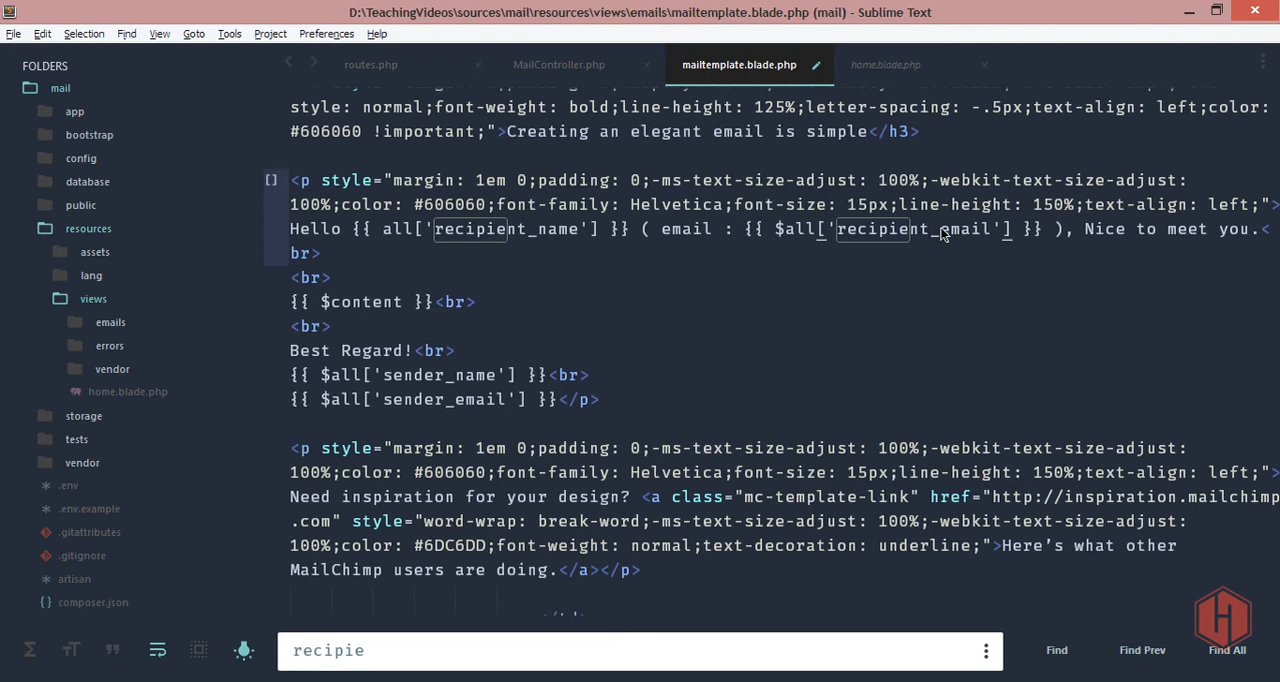 D:\TeachingVideos\sources\mail\resources\views\emails\mailtemplate.blade.php (mail) - Sublime Text
File Edit Selection Find View Goto Tools Project Preferences Help
FOLDERS
mail
app
bootstrap
config
database
public
resources
assets
lang
views
emails
errors
vendor
home.blade.php
storage
tests
vendor
.env
.env.example
.gitattributes
.gitignore
artisan
composer.json
routes.php MailController.php mailtemplate.blade.php home.blade.php
style: normal;font-weight: bold;line-height: 125%;letter-spacing: -.5px;text-align: left;color:
#606060 !important;">Creating an elegant email is simple</h3>
<p style="margin: 1em 0;padding: 0;-ms-text-size-adjust: 100%;-webkit-text-size-adjust:
100%;color: #606060;font-family: Helvetica;font-size: 15px;line-height: 150%;text-align: left;">
Hello {{ all['recipient_name'] }} ( email : {{ $all['recipient_email'] }} ), Nice to meet you.<
br>
<br>
{{ $content }}<br>
<br>
Best Regard!<br>
{{ $all['sender_name'] }}<br>
{{ $all['sender_email'] }}</p>
<p style="margin: 1em 0;padding: 0;-ms-text-size-adjust: 100%;-webkit-text-size-adjust:
100%;color: #606060;font-family: Helvetica;font-size: 15px;line-height: 150%;text-align: left;">
Need inspiration for your design? <a class="mc-template-link" href="http://inspiration.mailchimp
.com" style="word-wrap: break-word;-ms-text-size-adjust: 100%;-webkit-text-size-adjust:
100%;color: #6DC6DD;font-weight: normal;text-decoration: underline;">Here's what other
MailChimp users are doing.</a></p>
recipie
Find Find Prev Find All
H